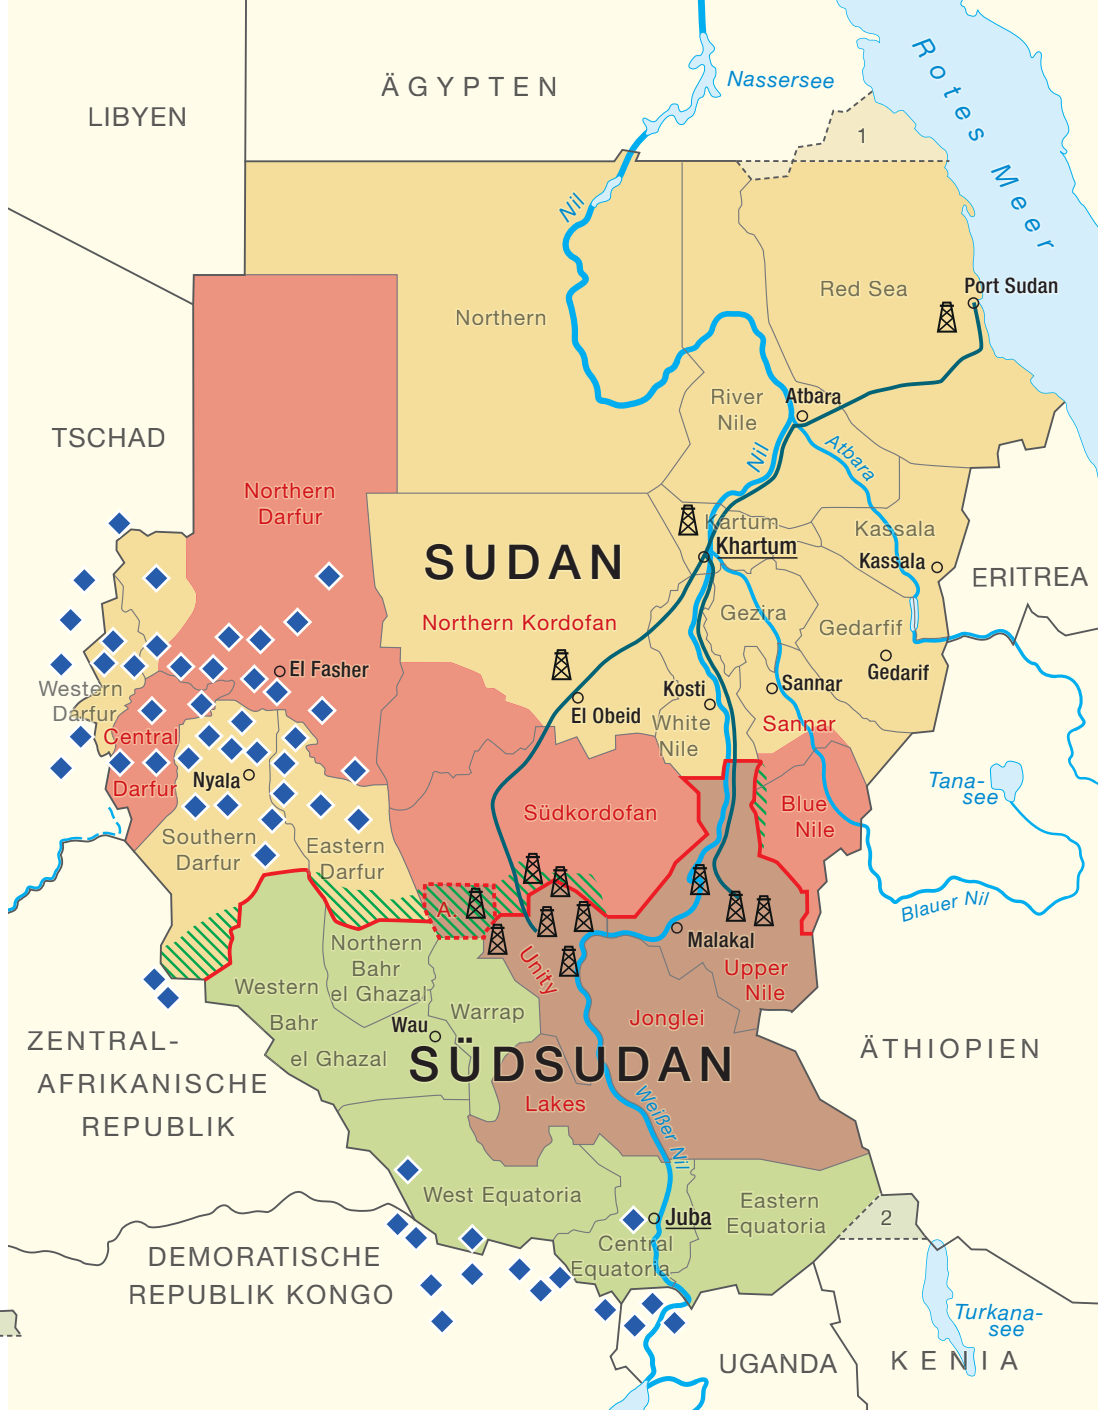 ÄGYPTEN
Nassersee
LIBYEN
Rotes Meer
1
Nil
Port Sudan
Red Sea
Northern
River
Nile
Atbara
TSCHAD
Nil
Atbara
Northern
Darfur
Kartum
Kassala
Khartum
SUDAN
Kassala
ERITREA
Northern Kordofan
Gezira
Gedarfif
El Fasher
Gedarif
Western
Darfur
Kosti
Sannar
El Obeid
White
Nile
Sannar
Central
Darfur
Nyala
Tana-
see
Südkordofan
Blue
Nile
Southern
Darfur
Eastern
Darfur
A.
Blauer Nil
Malakal
Northern
Bahr
el Ghazal
Unity
Upper
Nile
Western
Bahr
el Ghazal
Warrap
Jonglei
Wau
ZENTRAL-
AFRIKANISCHE
REPUBLIK
ÄTHIOPIEN
SÜDSUDAN
Lakes
Weißer Nil
West Equatoria
Eastern
Equatoria
2
Juba
Central
Equatoria
DEMORATISCHE
REPUBLIK KONGO
Turkana-
see
UGANDA
KENIA